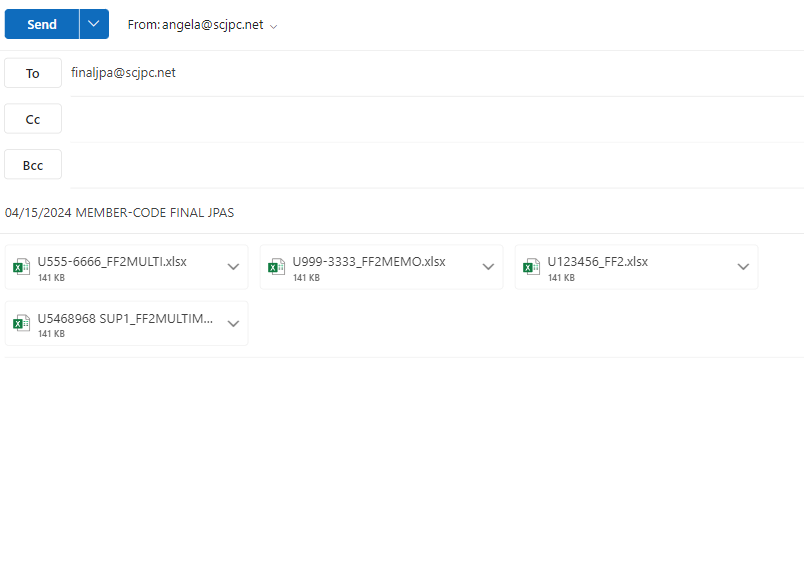 Send From: angela@scjpc.net
To finaljpa@scjpc.net
Cc
Bcc
04/15/2024 MEMBER-CODE FINAL JPAS
U555-6666_FF2MULTI.xlsx U999-3333_FF2MEMO.xlsx U123456_FF2.xlsx
141 KB 141 KB 141 KB
U5468968 SUP1_FF2MULTIM...
141 KB